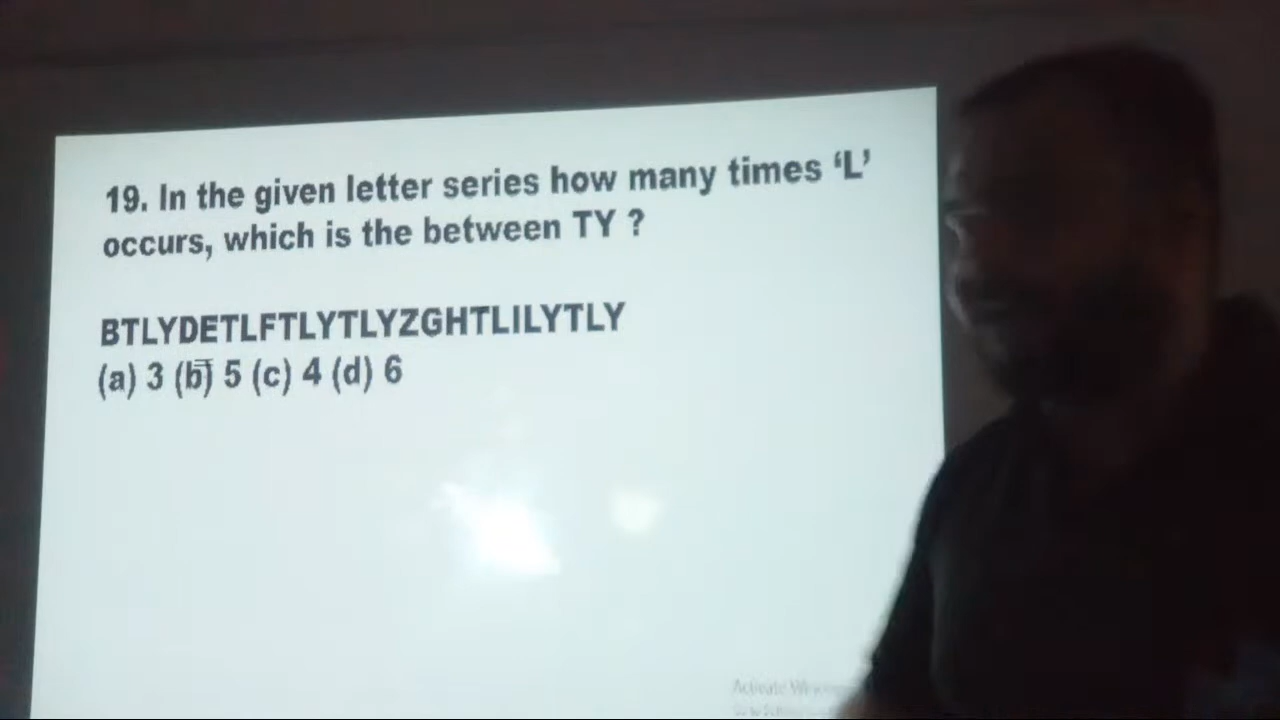 19. In the given letter series how many times ‘L’
occurs, which is the between TY ?
BTLYDETLFTLYTLYZGHTLILYTLY
(a) 3 (b) 5 (c) 4 (d) 6
Activate